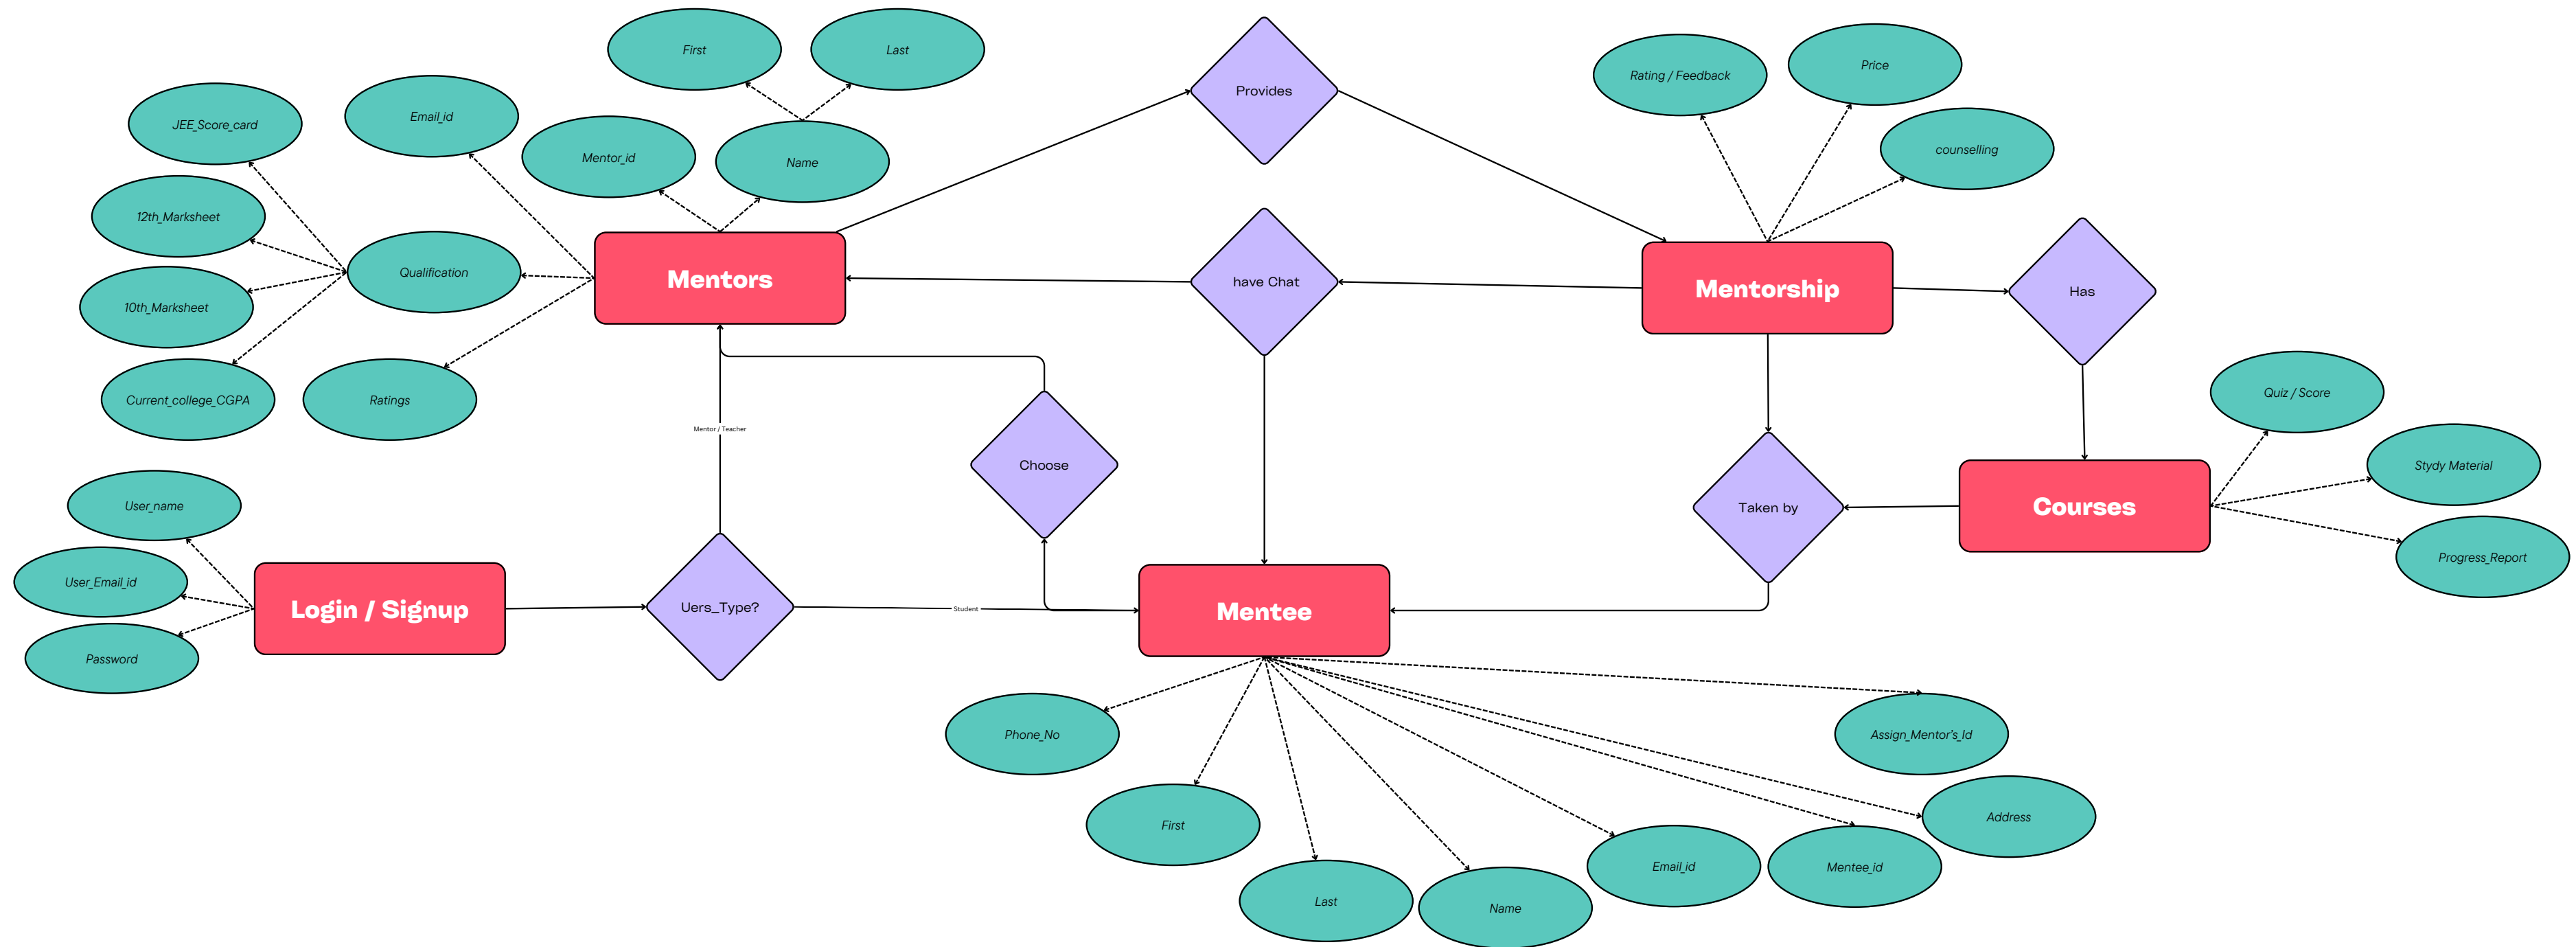 First
Last
Provides
Rating / Feedback
Price
JEE_Score_card
Email_id
Mentor_id
Name
counselling
12th_Marksheet
Qualification
10th_Marksheet
Mentors
have Chat
Mentorship
Has
Current_college_CGPA
Ratings
Mentor / Teacher
Choose
Quiz / Score
Stydy Material
Taken by
Courses
Progress_Report
User_name
User_Email_id
Password
Login / Signup
Uers_Type?
Student
Mentee
Phone_No
Assign_Mentor's_Id
First
Address
Last
Name
Email_id
Mentee_id